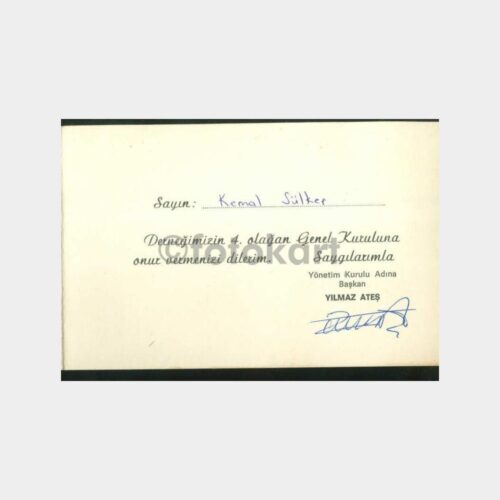 Sayın: Kemal Sülker
Derneğimizin 4. olağan Genel Kuruluna
onur vermenizi dilerim. Saygılarımla
Yönetim Kurulu Adına
Başkan
YILMAZ ATEŞ
©fotokart